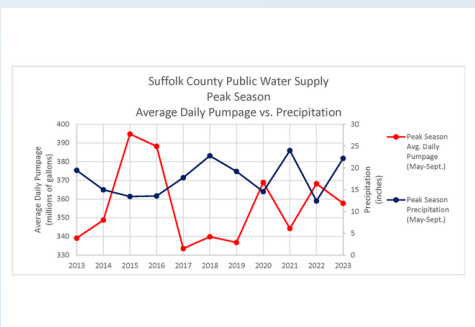 Suffolk County Public Water Supply
Peak Season
Average Daily Pumpage vs. Precipitation
400
390
380
370
360
350
340
330
Average Daily Pumpage
(millions of gallons)
30
25
20
15
10
5
0
Precipitation
(inches)
2013 2014 2015 2016 2017 2018 2019 2020 2021 2022 2023
Peak Season
Avg. Daily
Pumpage
(May-Sept.)
Peak Season
Precipitation
(May-Sept.)